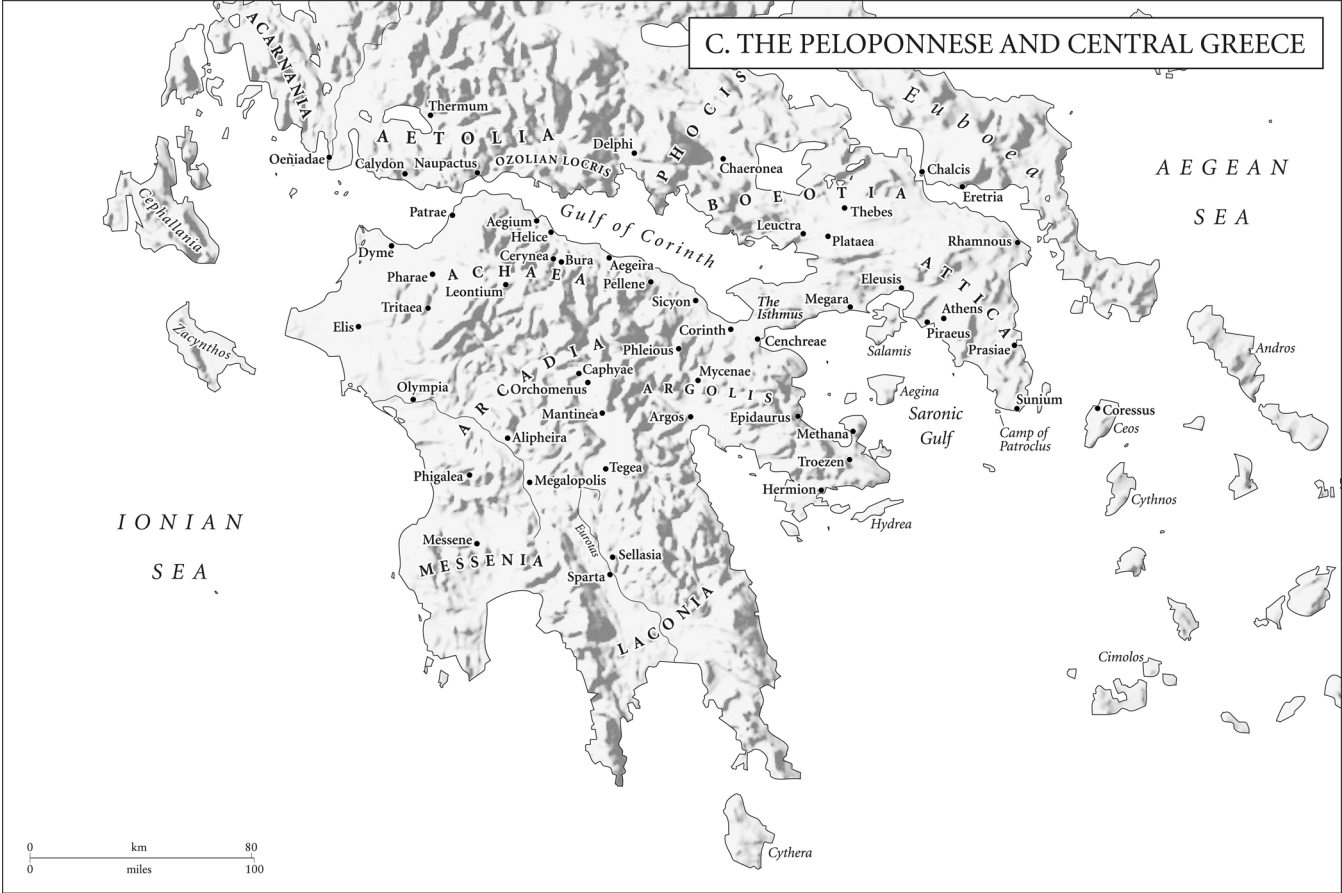 C. THE PELOPONNESE AND CENTRAL GREECE
ACARNANIA
PHOCIS
Euboea
Thermum
AETOLIA
Delphi
Oeniadae
Calydon
Naupactus
OZOLIAN LOCRIS
Chaeronea
Chalcis
AEGEAN
SEA
Eretria
BOEOTIA
Cephallania
Patrae
Aegium
Gulf of Corinth
Thebes
Leuctra
Helice
Plataea
Rhamnous
Dyme
Cerynea
Bura
Aegeira
ATTICA
Pharae
ACHAEA
Leontium
Pellene
Eleusis
Tritaea
Sicyon
The
Isthmus
Megara
Athens
Elis
Corinth
Piraeus
Zacynthos
Cenchreae
Phleious
Salamis
Prasiae
Andros
ARCADIA
Caphyae
Mycenae
Olympia
Orchomenus
ARGOLIS
Aegina
Sunium
Mantinea
Argos
Epidaurus
Saronic
Gulf
Coressus
Ceos
Alipheira
Methana
Camp of
Patroclus
Troezen
Tegea
Phigalea
Megalopolis
Hermion
Cythnos
IONIAN
SEA
Hydrea
Messene
Eurotas
Sellasia
MESSENIA
Sparta
LACONIA
Cimolos
Cythera
0 km 80
0 miles 100